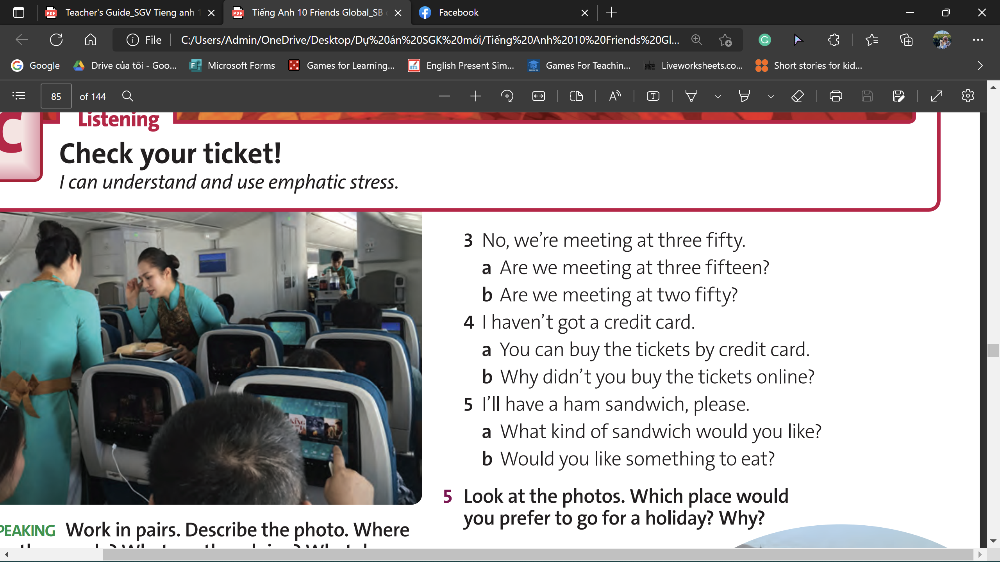 Teacher's Guide_SGV Tieng anh 1
Tiếng Anh 10 Friends Global_SB
Facebook
File
C:/Users/Admin/OneDrive/Desktop/Dự%20án%20SGK%20mới/Tiếng%20Anh%2010%20Friends%20Gl...
Google
Drive của tôi - Goo...
Microsoft Forms
Games for Learning...
English Present Sim...
Games For Teachin...
Liveworksheets.co...
Short stories for kid...
85 of 144
C
Listening
Check your ticket!
I can understand and use emphatic stress.
3 No, we're meeting at three fifty.
a Are we meeting at three fifteen?
b Are we meeting at two fifty?
4 I haven't got a credit card.
a You can buy the tickets by credit card.
b Why didn't you buy the tickets online?
5 I'll have a ham sandwich, please.
a What kind of sandwich would you like?
b Would you like something to eat?
5 Look at the photos. Which place would
you prefer to go for a holiday? Why?
PEAKING Work in pairs. Describe the photo. Where